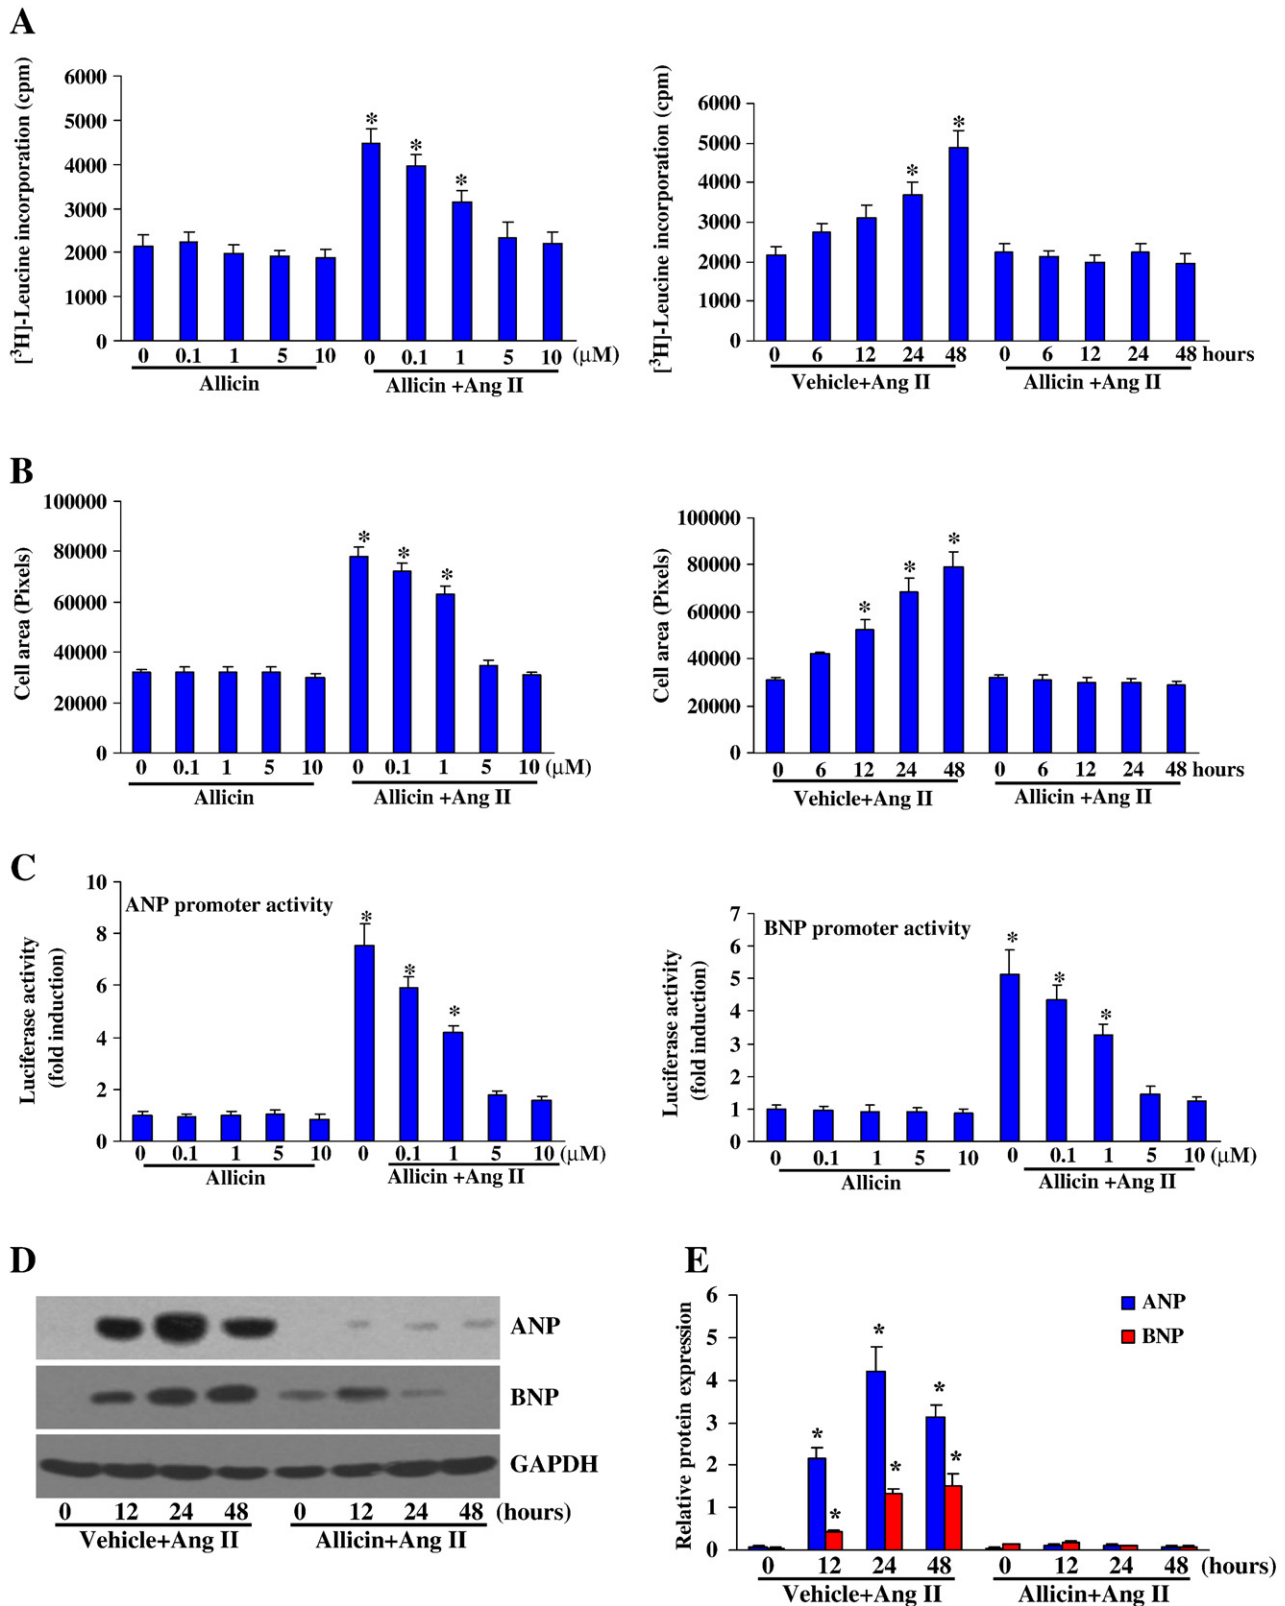 A
[³H]-Leucine incorporation (cpm)
6000
5000
4000
3000
2000
1000
0
* * *
0 0.1 1 5 10 0 0.1 1 5 10 (μM)
Allicin Allicin +Ang II
[³H]-Leucine incorporation (cpm)
6000
5000
4000
3000
2000
1000
0
* *
0 6 12 24 48 0 6 12 24 48 hours
Vehicle+Ang II Allicin +Ang II
B
Cell area (Pixels)
100000
80000
60000
40000
20000
0
* * *
0 0.1 1 5 10 0 0.1 1 5 10 (μM)
Allicin Allicin +Ang II
Cell area (Pixels)
100000
80000
60000
40000
20000
0
* * *
0 6 12 24 48 0 6 12 24 48 hours
Vehicle+Ang II Allicin +Ang II
C
Luciferase activity
(fold induction)
10
8
6
4
2
0
ANP promoter activity
* * *
0 0.1 1 5 10 0 0.1 1 5 10 (μM)
Allicin Allicin +Ang II
Luciferase activity
(fold induction)
7
6
5
4
3
2
1
0
BNP promoter activity
* * *
0 0.1 1 5 10 0 0.1 1 5 10 (μM)
Allicin Allicin +Ang II
D
ANP
BNP
GAPDH
0 12 24 48 0 12 24 48 (hours)
Vehicle+Ang II Allicin+Ang II
E
Relative protein expression
6
5
4
3
2
1
0
ANP
BNP
* * * * * *
0 12 24 48 0 12 24 48 (hours)
Vehicle+Ang II Allicin+Ang II